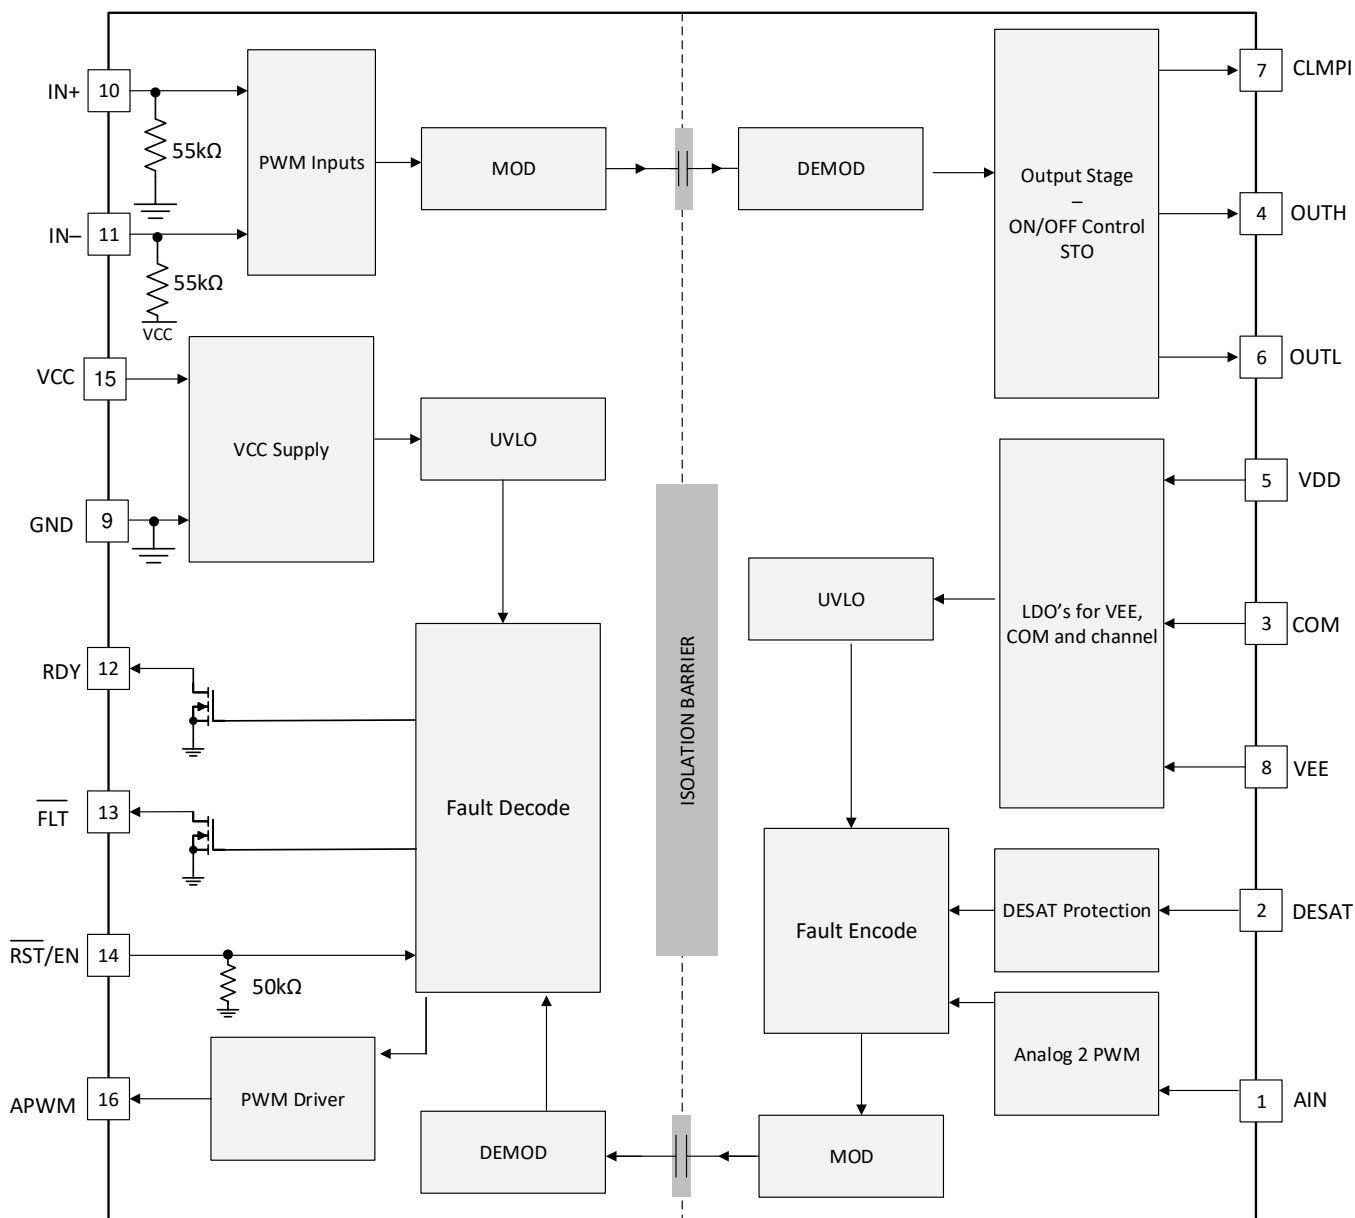 IN+
10
55kΩ
IN–
11
55kΩ
VCC
PWM Inputs
MOD
DEMOD
Output Stage
–
ON/OFF Control
STO
7
CLMPI
4
OUTH
6
OUTL
VCC
15
GND
9
VCC Supply
UVLO
ISOLATION BARRIER
UVLO
LDO's for VEE,
COM and channel
5
VDD
3
COM
8
VEE
RDY
12
FLT
13
RST/EN
14
50kΩ
Fault Decode
Fault Encode
DESAT Protection
2
DESAT
Analog 2 PWM
1
AIN
APWM
16
PWM Driver
DEMOD
MOD